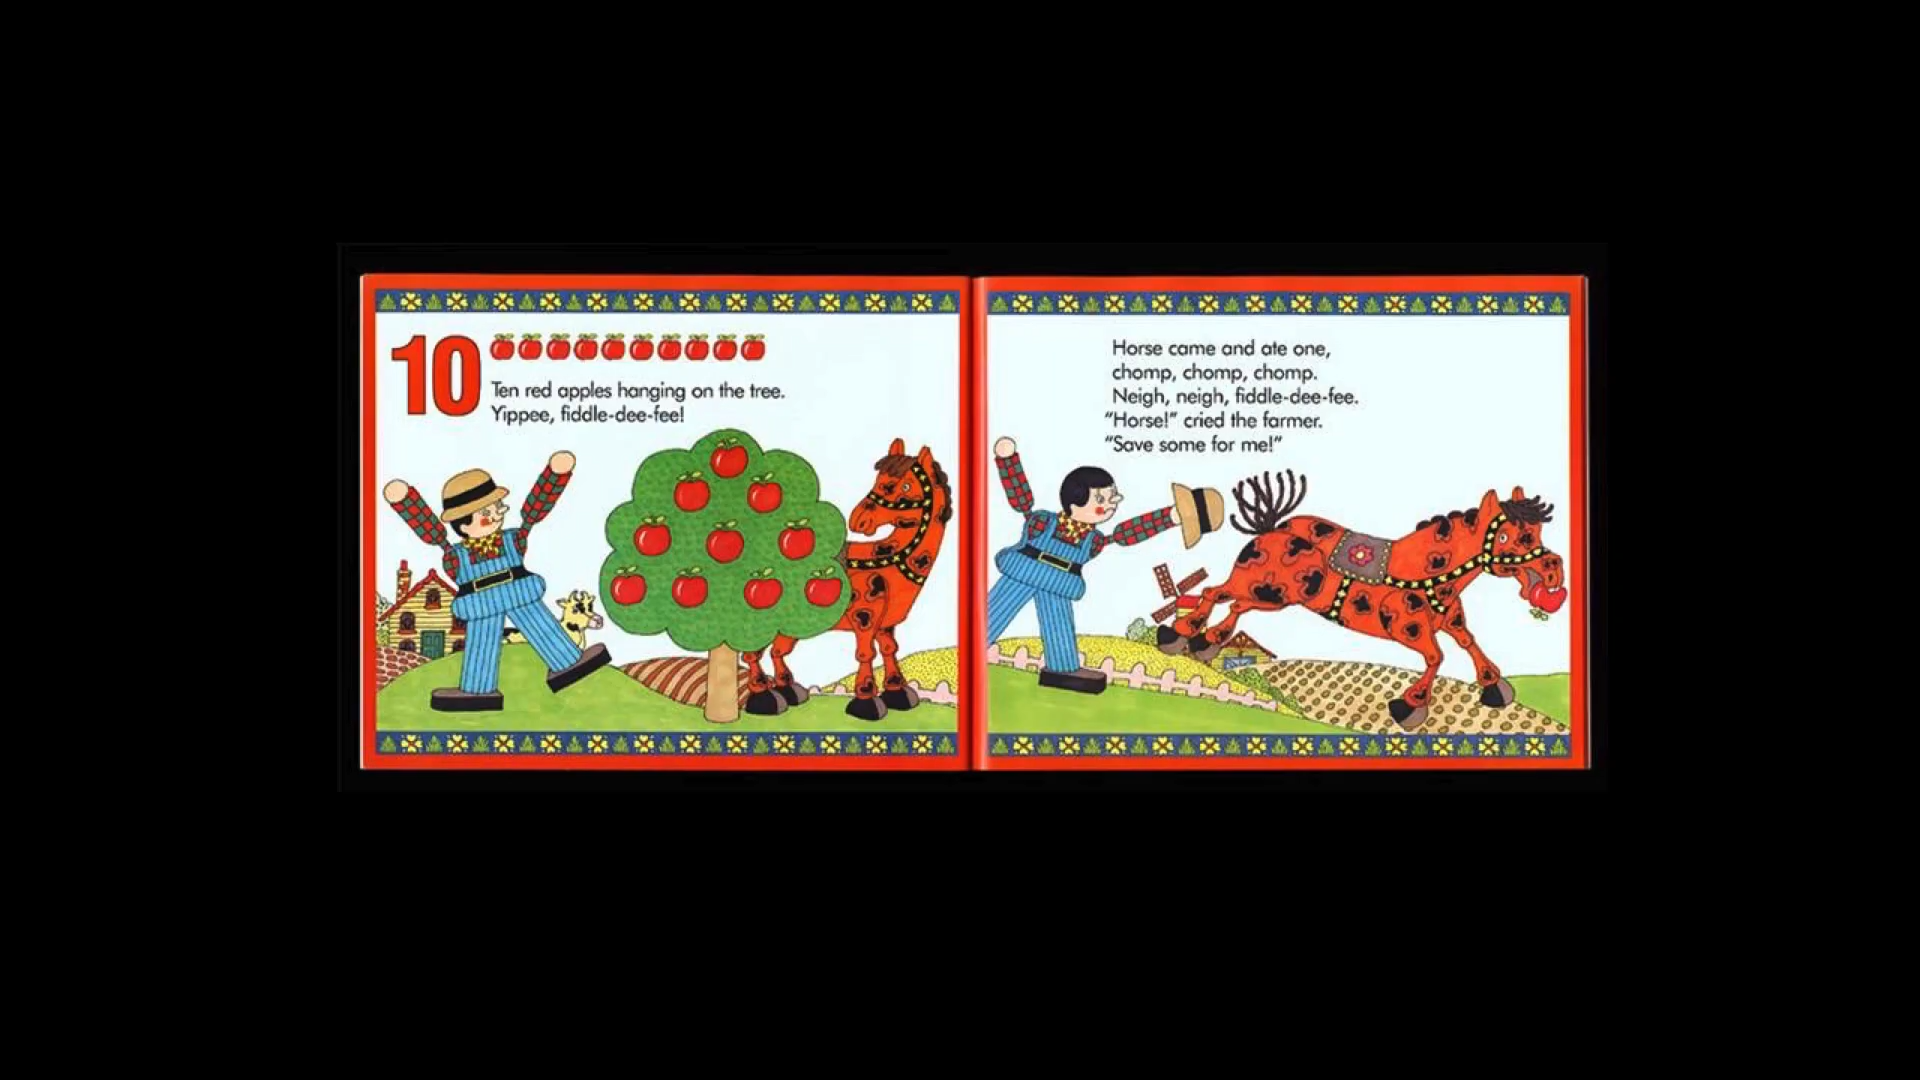 10
Ten red apples hanging on the tree.
Yippee, fiddle-dee-fee!
Horse came and ate one,
chomp, chomp, chomp.
Neigh, neigh, fiddle-dee-fee.
“Horse!” cried the farmer.
“Save some for me!”